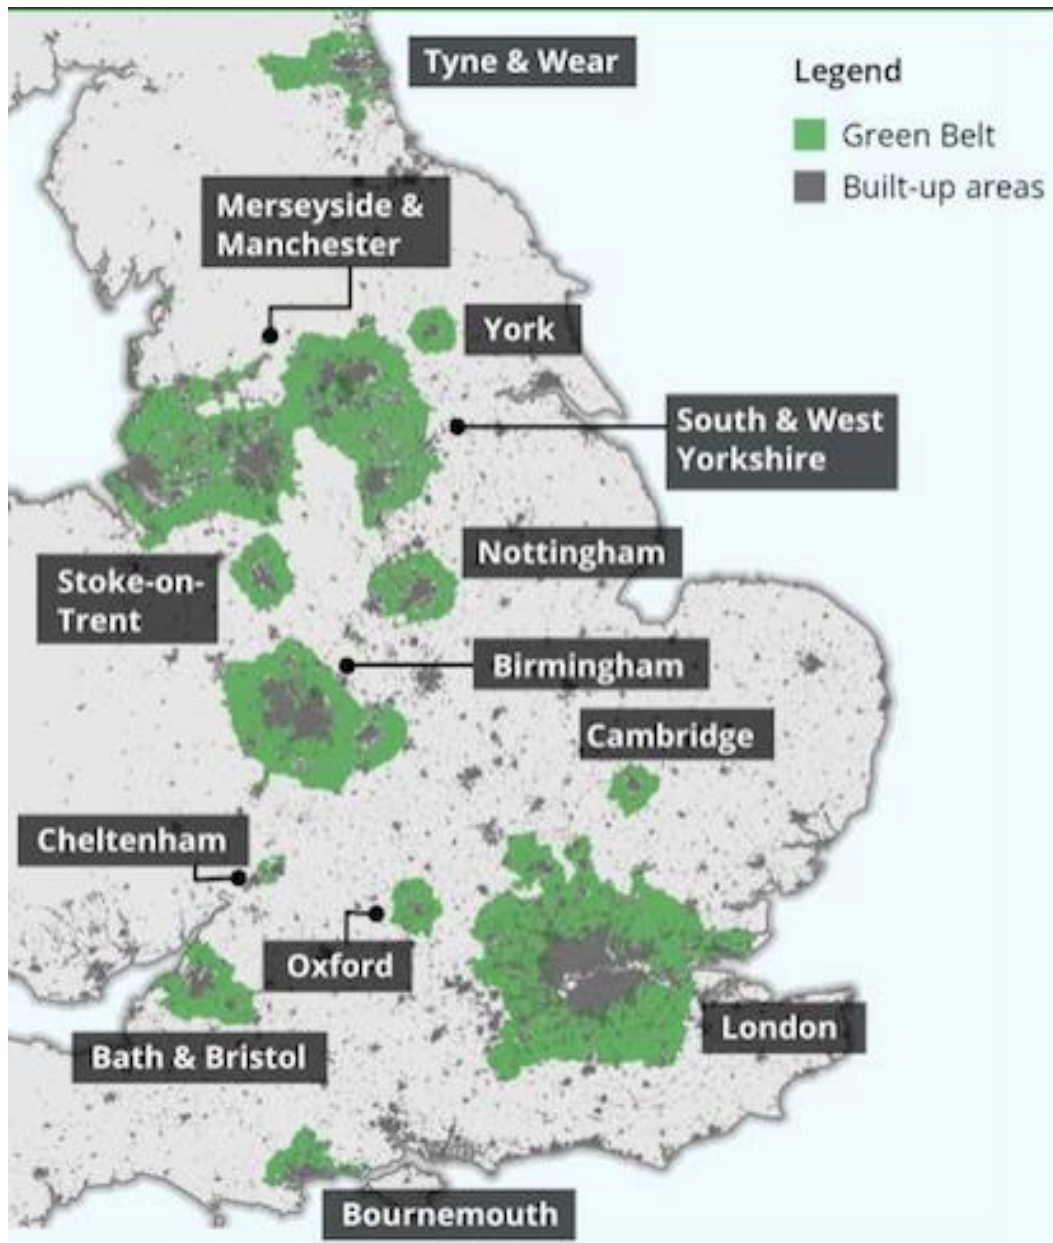 Tyne & Wear
Legend
Green Belt
Built-up areas
Merseyside &
Manchester
York
South & West
Yorkshire
Nottingham
Stoke-on-
Trent
Birmingham
Cambridge
Cheltenham
Oxford
London
Bath & Bristol
Bournemouth